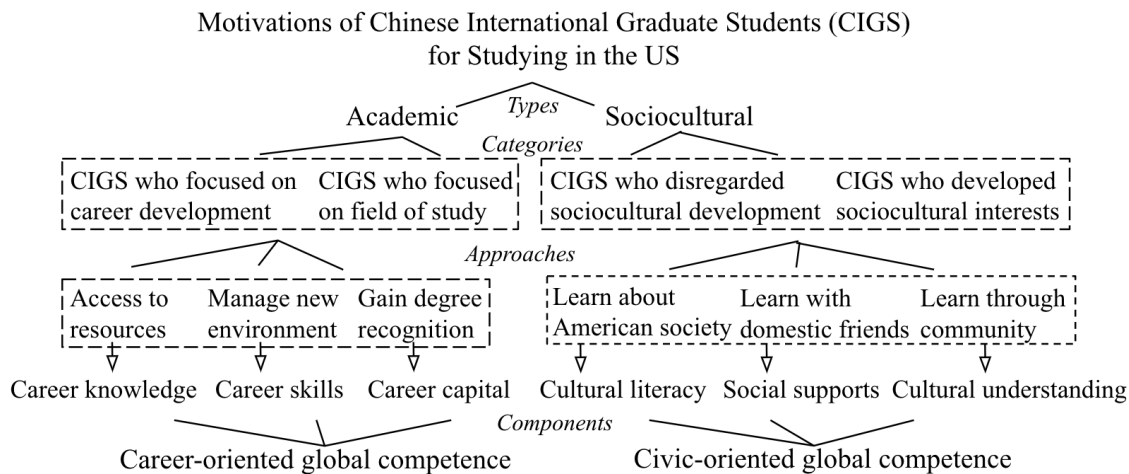 Motivations of Chinese International Graduate Students (CIGS)
for Studying in the US
Types
Academic
Sociocultural
Categories
CIGS who focused on
career development
CIGS who focused
on field of study
CIGS who disregarded
sociocultural development
CIGS who developed
sociocultural interests
Approaches
Access to
resources
Manage new
environment
Gain degree
recognition
Learn about
American society
Learn with
domestic friends
Learn through
community
Career knowledge
Career skills
Career capital
Cultural literacy
Social supports
Cultural understanding
Components
Career-oriented global competence
Civic-oriented global competence